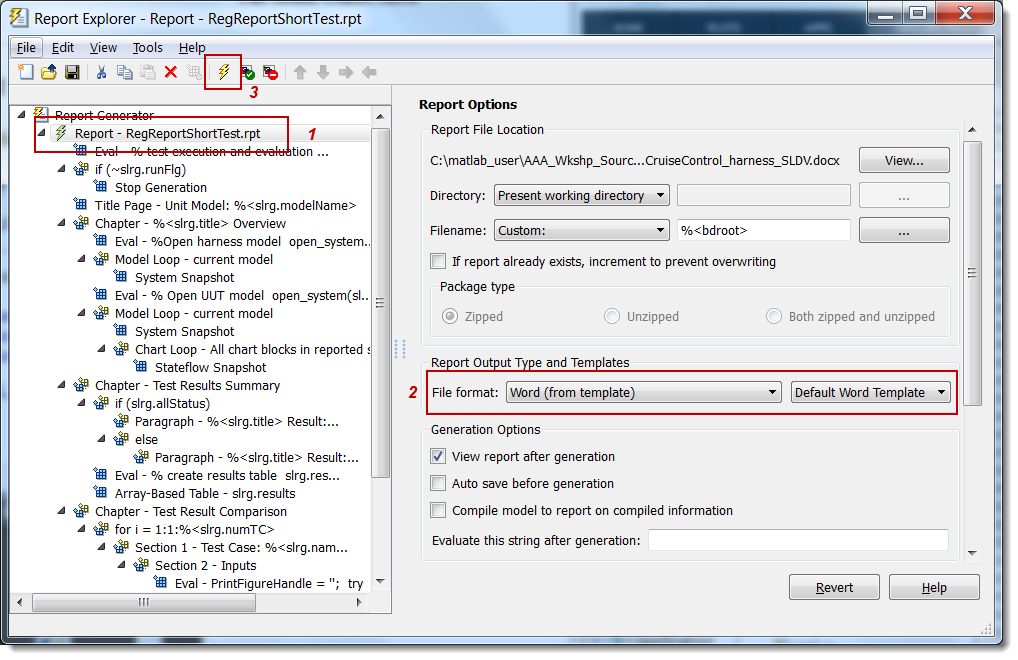 Report Explorer - Report - RegReportShortTest.rpt
File Edit View Tools Help
3
Report Generator
Report - RegReportShortTest.rpt 1
Eval - % test execution and evaluation ...
if (~slrg.runFlg)
Stop Generation
Title Page - Unit Model: %<slrg.modelName>
Chapter - %<slrg.title> Overview
Eval - %Open harness model open_system...
Model Loop - current model
System Snapshot
Eval - % Open UUT model open_system(sl...
Model Loop - current model
System Snapshot
Chart Loop - All chart blocks in reported s
Stateflow Snapshot
Chapter - Test Results Summary
if (slrg.allStatus)
Paragraph - %<slrg.title> Result:...
else
Paragraph - %<slrg.title> Result:...
Eval - % create results table slrg.res...
Array-Based Table - slrg.results
Chapter - Test Result Comparison
for i = 1:1:%<slrg.numTC>
Section 1 - Test Case: %<slrg.nam...
Section 2 - Inputs
Eval - PrintFigureHandle = ''; try
Report Options
Report File Location
C:\matlab_user\AAA_Wkshp_Sourc...CruiseControl_harness_SLDV.docx View...
Directory: Present working directory ...
Filename: Custom: %<bdroot> ...
If report already exists, increment to prevent overwriting
Package type
Zipped Unzipped Both zipped and unzipped
Report Output Type and Templates
2 File format: Word (from template) Default Word Template
Generation Options
View report after generation
Auto save before generation
Compile model to report on compiled information
Evaluate this string after generation:
Revert Help